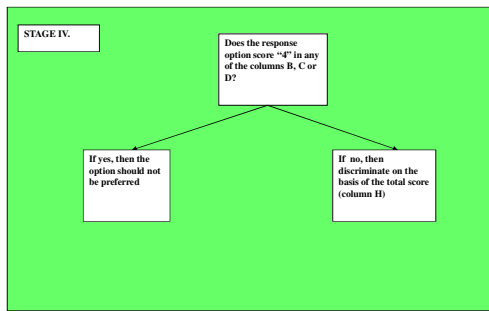 STAGE IV.
Does the response
option score “4” in any
of the columns B, C or
D?
If yes, then the
option should not
be preferred
If no, then
discriminate on the
basis of the total score
(column H)